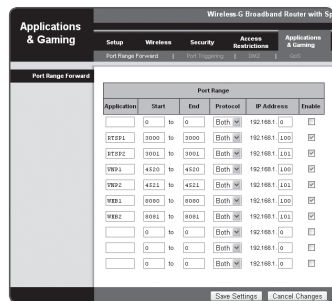 Wireless-G Broadband Router with Sp
Applications & Gaming
Setup Wireless Security Access Restrictions Applications & Gaming
Port Range Forward | Port Triggering | DMZ | QoS
Port Range Forward
Port Range
Application Start End Protocol IP Address Enable
0 to 0 Both 192.168.1. 0
RTSP1 3000 to 3000 Both 192.168.1. 100
RTSP2 3001 to 3001 Both 192.168.1. 101
VNP1 4520 to 4520 Both 192.168.1. 100
VNP2 4521 to 4521 Both 192.168.1. 101
WEB1 8080 to 8080 Both 192.168.1. 100
WEB2 8081 to 8081 Both 192.168.1. 101
0 to 0 Both 192.168.1. 0
0 to 0 Both 192.168.1. 0
0 to 0 Both 192.168.1. 0
Save Settings Cancel Changes